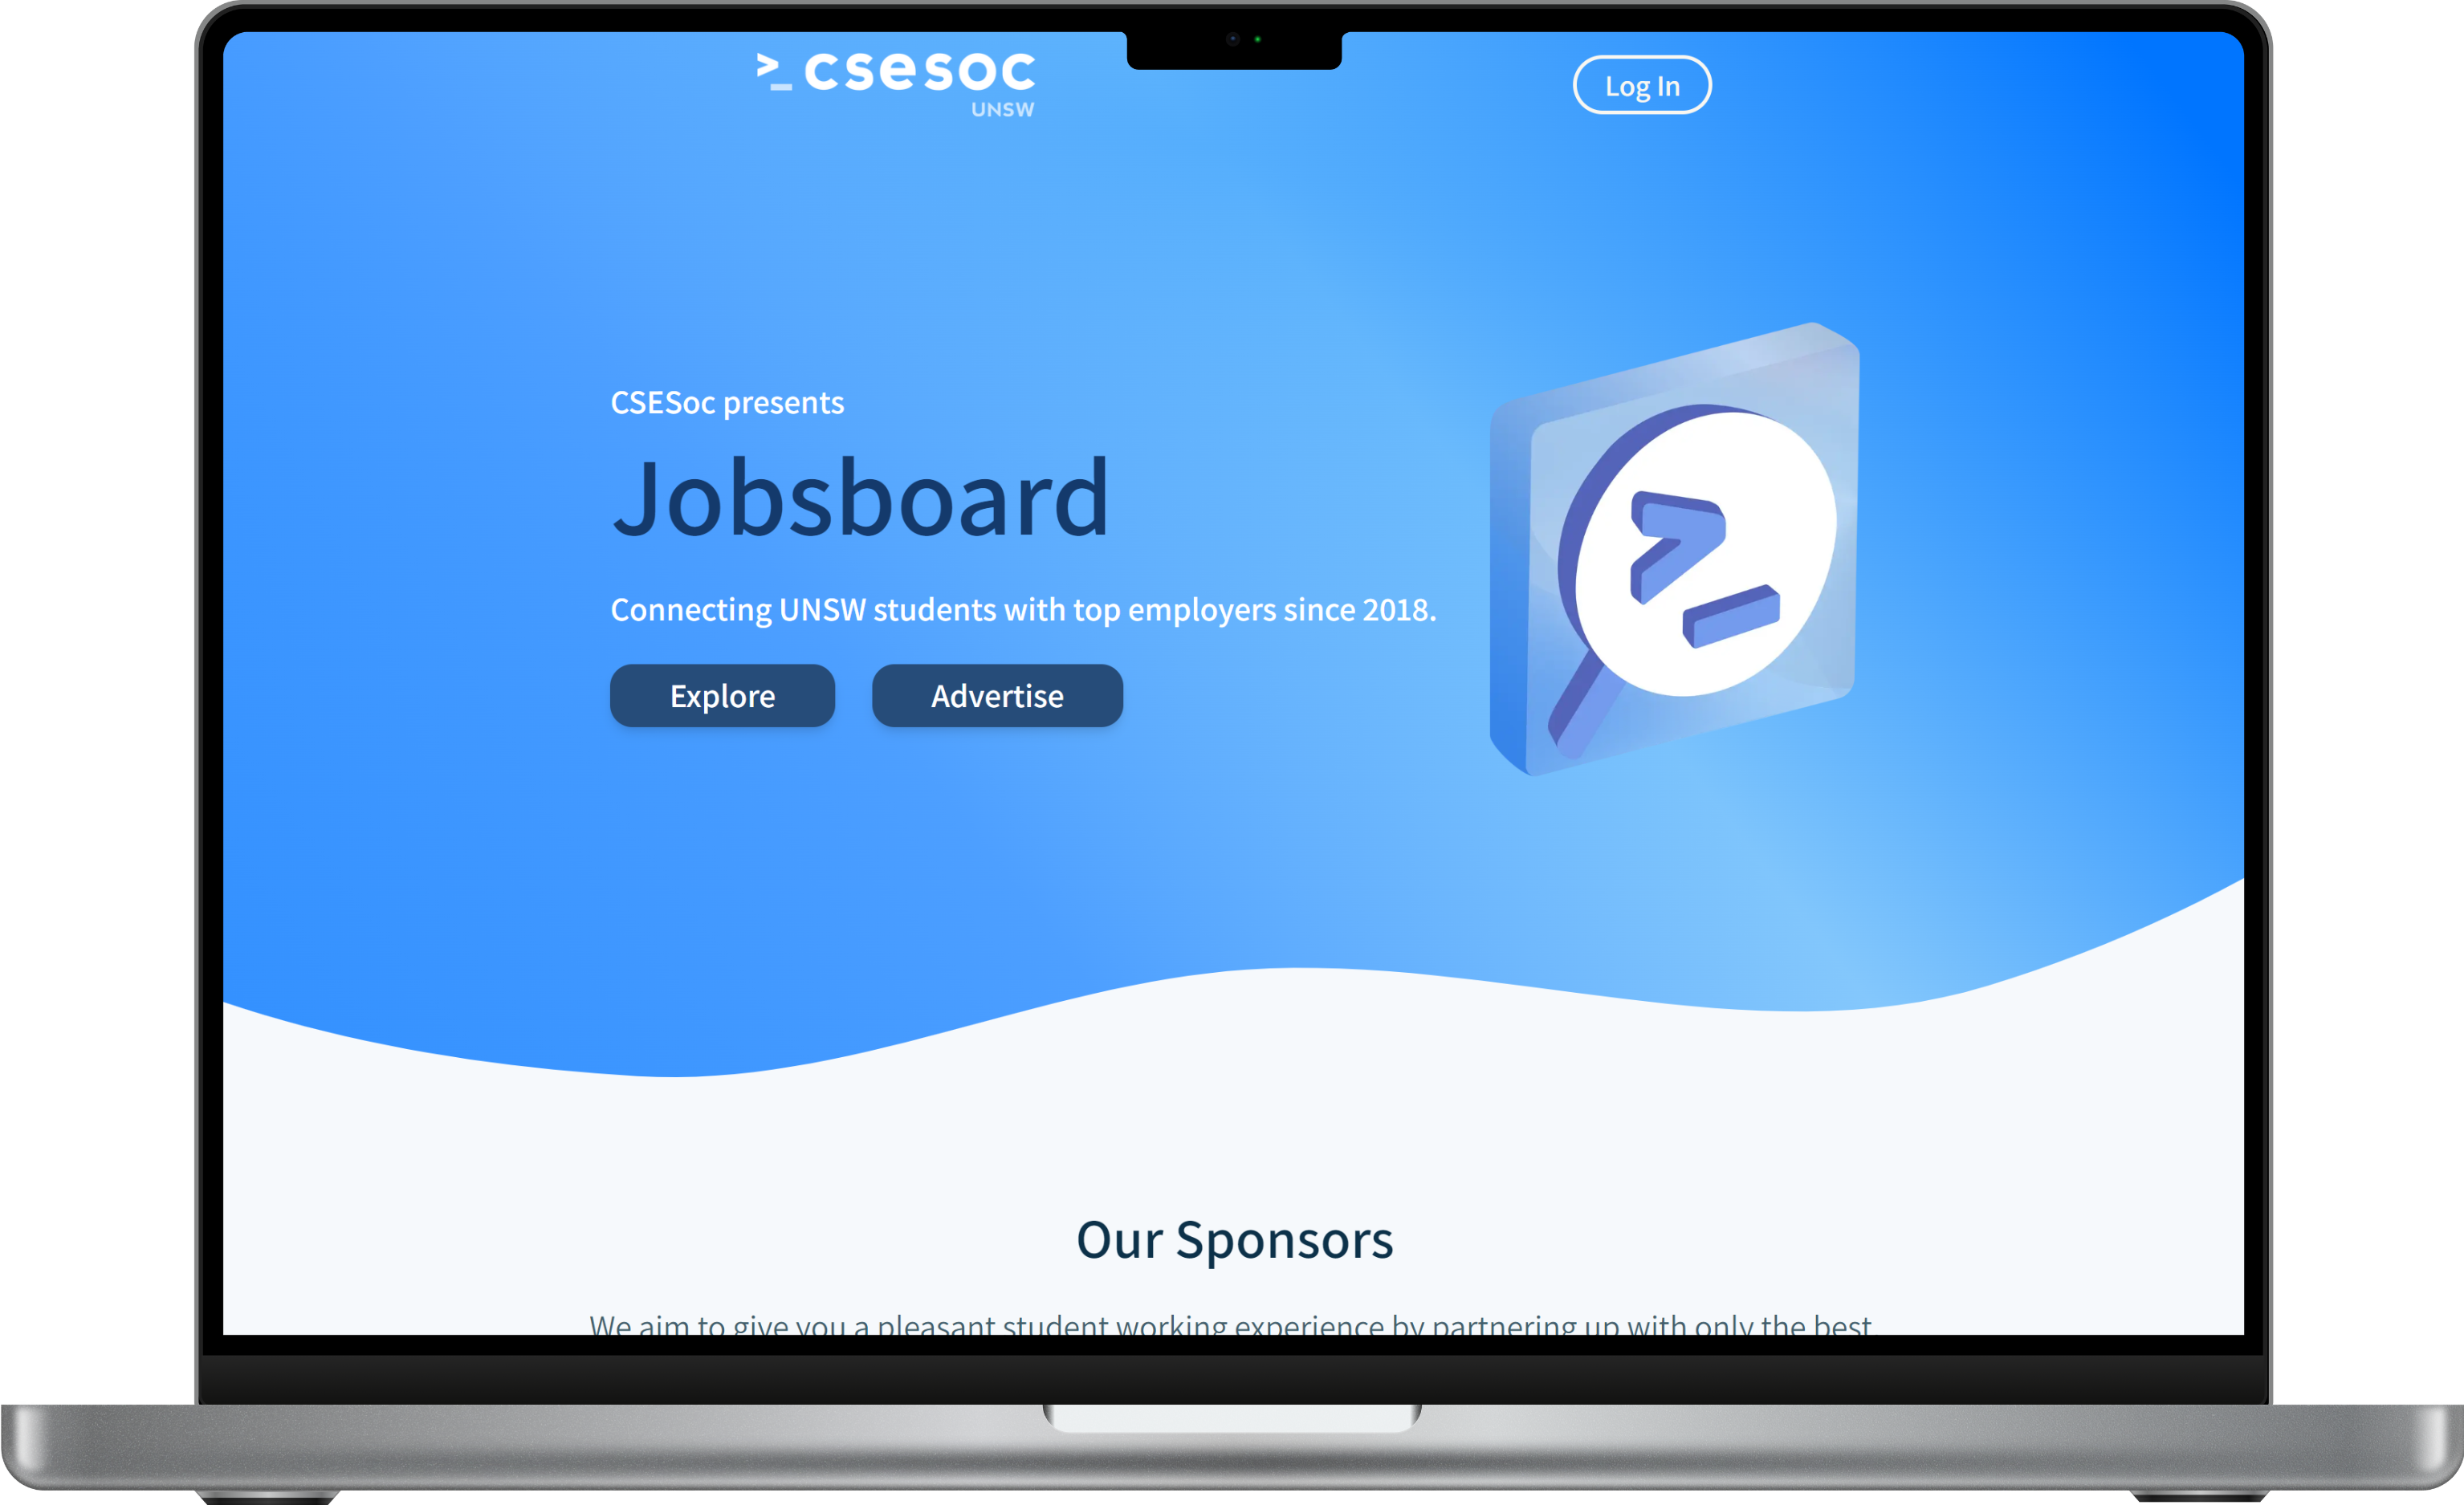 >_ csesoc
UNSW
Log In
CSESoc presents
Jobsboard
Connecting UNSW students with top employers since 2018.
Explore
Advertise
Our Sponsors
We aim to give you a pleasant student working experience by partnering up with only the best.